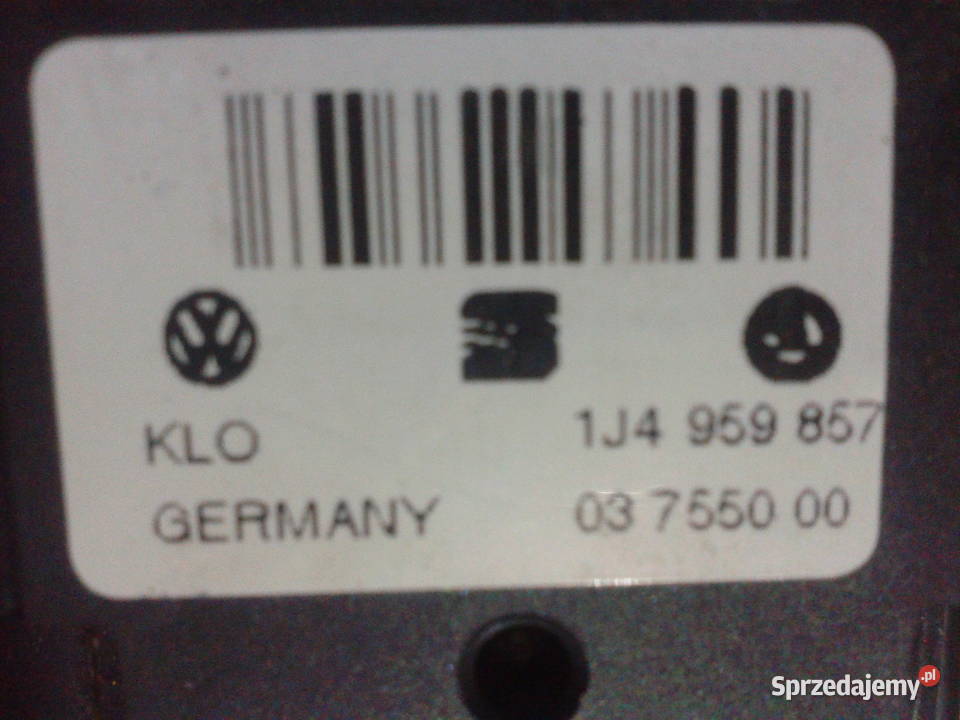 KLO
1J4 959 857
GERMANY
03 7550 00
Sprzedajemy.pl